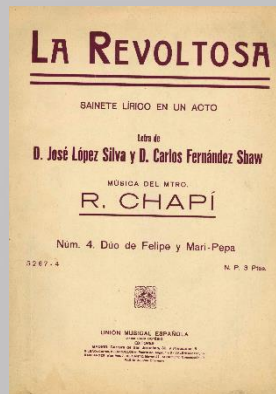 LA REVOLTOSA
SAINETE LÍRICO EN UN ACTO
Letra de
D. José López Silva y D. Carlos Fernández Shaw
MÚSICA DEL MTRO.
R. CHAPÍ
Núm. 4. Dúo de Felipe y Mari-Pepa
3267-4
N. P. 3 Ptas.
UNIÓN MUSICAL ESPAÑOLA